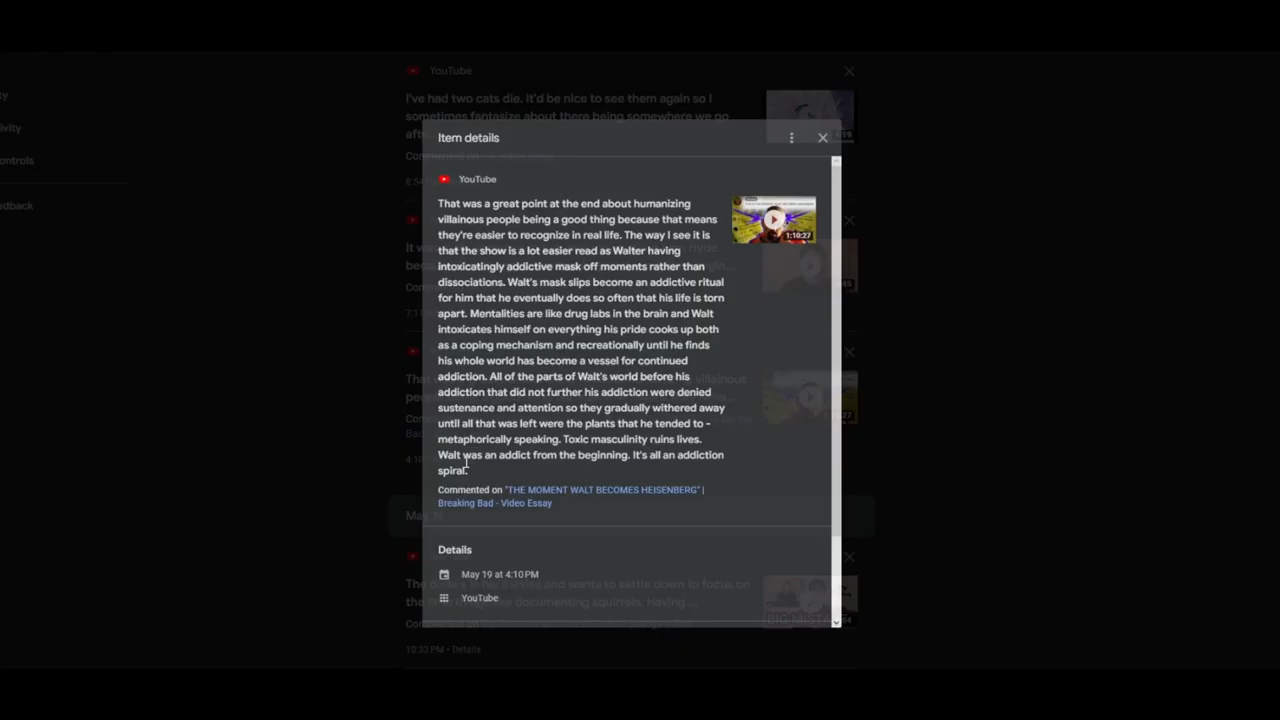 YouTube
I've had two cats die. It'd be nice to see them again so I
sometimes fantasize about there being somewhere we go
Item details
YouTube
That was a great point at the end about humanizing
villainous people being a good thing because that means
they're easier to recognize in real life. The way I see it is
that the show is a lot easier read as Walter having
intoxicatingly addictive mask off moments rather than
dissociations. Walt's mask slips become an addictive ritual
for him that he eventually does so often that his life is torn
apart. Mentalities are like drug labs in the brain and Walt
intoxicates himself on everything his pride cooks up both
as a coping mechanism and recreationally until he finds
his whole world has become a vessel for continued
addiction. All of the parts of Walt's world before his
addiction that did not further his addiction were denied
sustenance and attention so they gradually withered away
until all that was left were the plants that he tended to -
metaphorically speaking. Toxic masculinity ruins lives.
Walt was an addict from the beginning. It's all an addiction
spiral.
1:10:27
Commented on "THE MOMENT WALT BECOMES HEISENBERG" |
Breaking Bad - Video Essay
Details
May 19 at 4:10 PM
YouTube
10:32 PM • Details